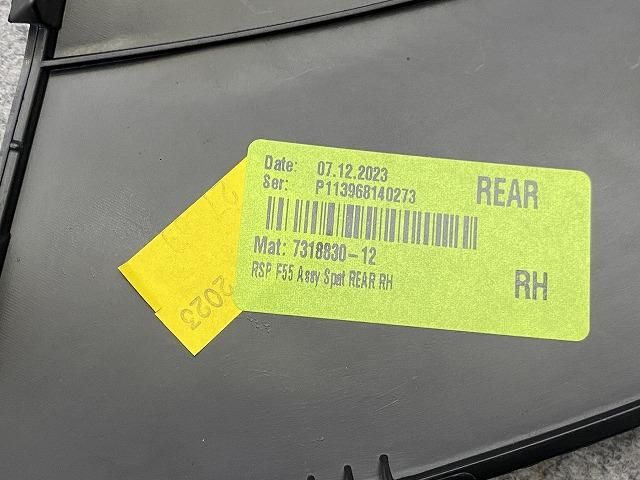 Date: 07.12.2023
Ser: P113968140273
REAR
Mat: 7318830-12
RSP F55 Assy Spat REAR RH
RH
2023